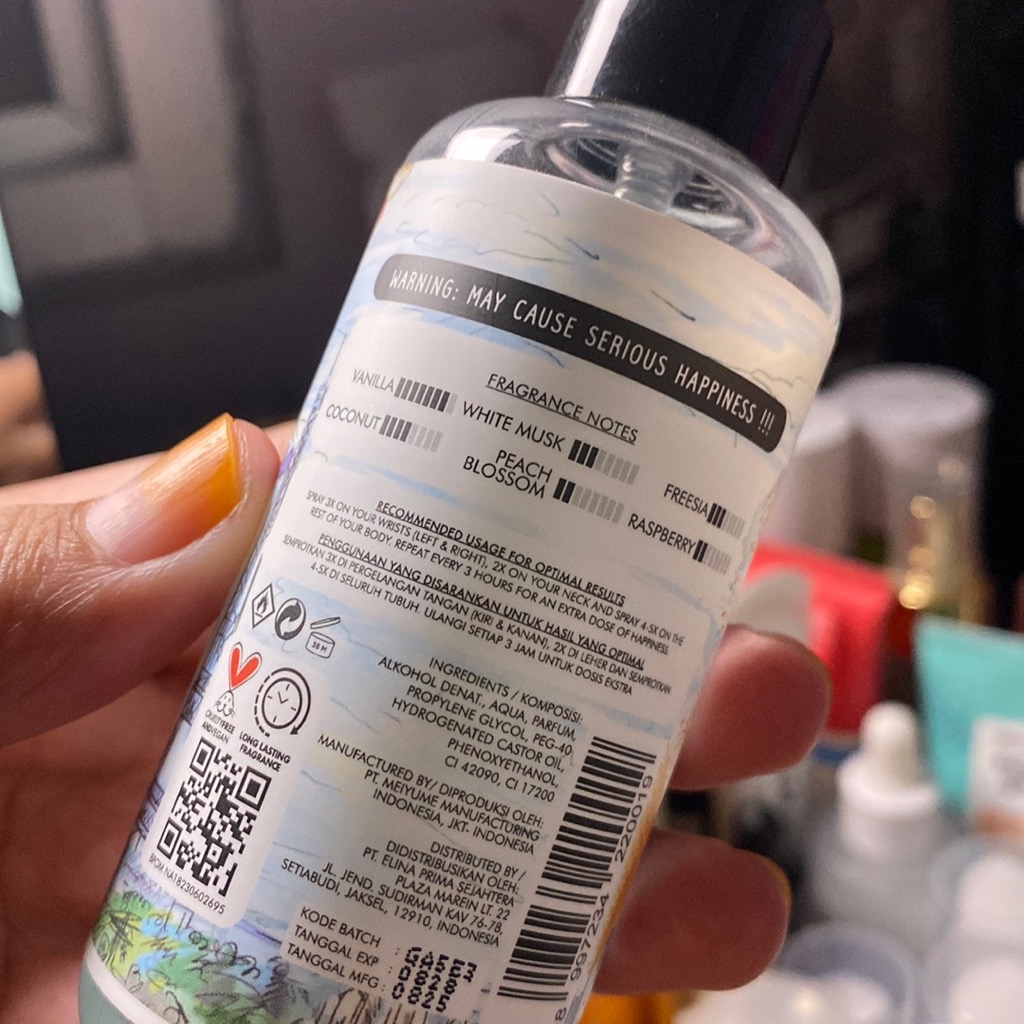 WARNING: MAY CAUSE SERIOUS HAPPINESS !!!
FRAGRANCE NOTES
VANILLA
WHITE MUSK
FREESIA
COCONUT
PEACH
BLOSSOM
RASPBERRY
RECOMMENDED USAGE FOR OPTIMAL RESULTS
SPRAY 3X ON YOUR WRISTS (LEFT & RIGHT), 2X ON YOUR NECK AND SPRAY 4-5X ON THE
REST OF YOUR BODY. REPEAT EVERY 3 HOURS FOR AN EXTRA DOSE OF HAPPINESS.
PENGGUNAAN YANG DISARANKAN UNTUK HASIL YANG OPTIMAL
SEMPROTKAN 3X DI PERGELANGAN TANGAN (KIRI & KANAN), 2X DI LEHER DAN SEMPROTKAN
4-5X DI SELURUH TUBUH. ULANGI SETIAP 3 JAM UNTUK DOSIS EKSTRA
36 M
CRUELTY FREE
AND VEGAN
LONG LASTING
FRAGRANCE
BPOM NA18230602695
INGREDIENTS / KOMPOSISI:
ALKOHOL DENAT., AQUA, PARFUM,
PROPYLENE GLYCOL, PEG-40
HYDROGENATED CASTOR OIL,
PHENOXYETHANOL,
CI 42090, CI 17200
MANUFACTURED BY/ DIPRODUKSI OLEH:
PT. MEIYUME MANUFACTURING
INDONESIA, JKT- INDONESIA
DISTRIBUTED BY /
DIDISTRIBUSIKAN OLEH:
PT. ELINA PRIMA SEJAHTERA
PLAZA MAREIN LT. 22
JL. JEND. SUDIRMAN KAV 76-78,
SETIABUDI, JAKSEL, 12910, INDONESIA
KODE BATCH : GA5E3
TANGGAL EXP : 0828
TANGGAL MFG : 0825
8 997234 220019